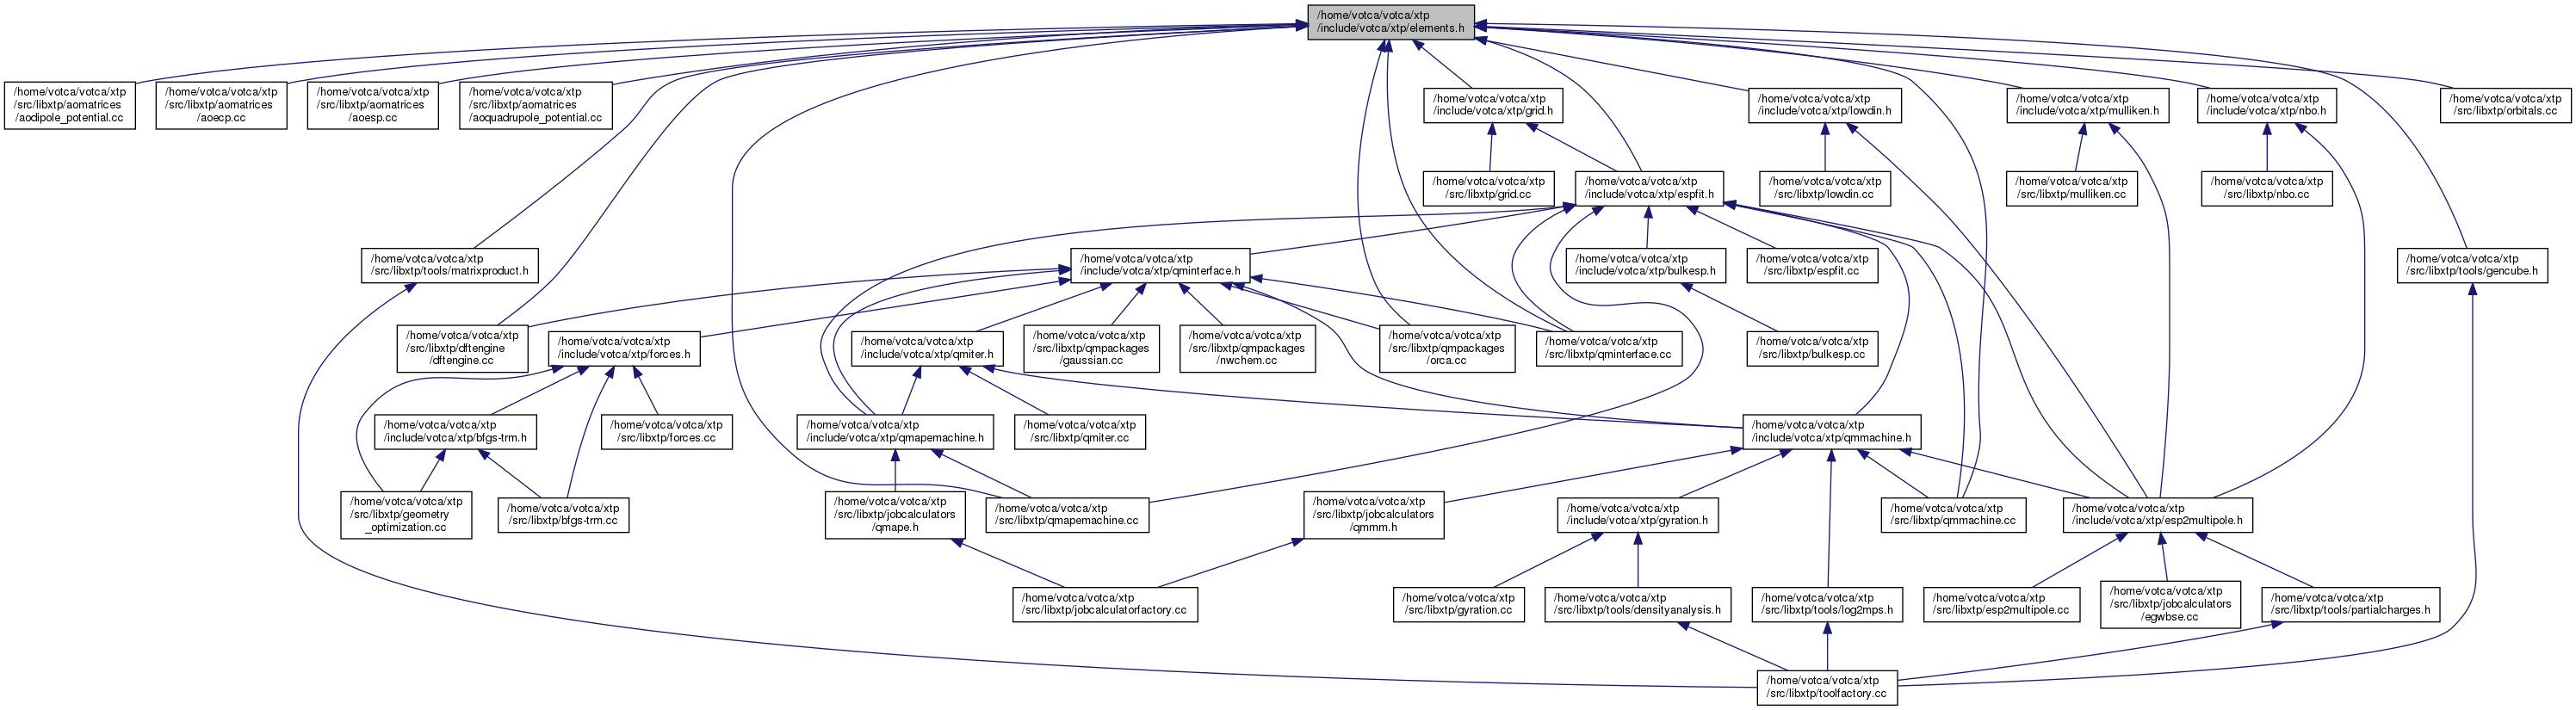 /home/votca/votca/xtp
/include/votca/xtp/elements.h
/home/votca/votca/xtp
/src/libxtp/aomatrices
/aodipole_potential.cc
/home/votca/votca/xtp
/src/libxtp/aomatrices
/aoecp.cc
/home/votca/votca/xtp
/src/libxtp/aomatrices
/aoesp.cc
/home/votca/votca/xtp
/src/libxtp/aomatrices
/aoquadrupole_potential.cc
/home/votca/votca/xtp
/include/votca/xtp/grid.h
/home/votca/votca/xtp
/include/votca/xtp/lowdin.h
/home/votca/votca/xtp
/include/votca/xtp/mulliken.h
/home/votca/votca/xtp
/include/votca/xtp/nbo.h
/home/votca/votca/xtp
/src/libxtp/orbitals.cc
/home/votca/votca/xtp
/src/libxtp/grid.cc
/home/votca/votca/xtp
/include/votca/xtp/espfit.h
/home/votca/votca/xtp
/src/libxtp/lowdin.cc
/home/votca/votca/xtp
/src/libxtp/mulliken.cc
/home/votca/votca/xtp
/src/libxtp/nbo.cc
/home/votca/votca/xtp
/src/libxtp/tools/matrixproduct.h
/home/votca/votca/xtp
/include/votca/xtp/qminterface.h
/home/votca/votca/xtp
/include/votca/xtp/bulkesp.h
/home/votca/votca/xtp
/src/libxtp/espfit.cc
/home/votca/votca/xtp
/src/libxtp/tools/gencube.h
/home/votca/votca/xtp
/src/libxtp/dftengine
/dftengine.cc
/home/votca/votca/xtp
/include/votca/xtp/forces.h
/home/votca/votca/xtp
/include/votca/xtp/qmiter.h
/home/votca/votca/xtp
/src/libxtp/qmpackages
/gaussian.cc
/home/votca/votca/xtp
/src/libxtp/qmpackages
/nwchem.cc
/home/votca/votca/xtp
/src/libxtp/qmpackages
/orca.cc
/home/votca/votca/xtp
/src/libxtp/qminterface.cc
/home/votca/votca/xtp
/src/libxtp/bulkesp.cc
/home/votca/votca/xtp
/include/votca/xtp/bfgs-trm.h
/home/votca/votca/xtp
/src/libxtp/forces.cc
/home/votca/votca/xtp
/include/votca/xtp/qmapemachine.h
/home/votca/votca/xtp
/src/libxtp/qmiter.cc
/home/votca/votca/xtp
/include/votca/xtp/qmmachine.h
/home/votca/votca/xtp
/src/libxtp/geometry
_optimization.cc
/home/votca/votca/xtp
/src/libxtp/bfgs-trm.cc
/home/votca/votca/xtp
/src/libxtp/jobcalculators
/qmape.h
/home/votca/votca/xtp
/src/libxtp/qmapemachine.cc
/home/votca/votca/xtp
/src/libxtp/jobcalculators
/qmmm.h
/home/votca/votca/xtp
/include/votca/xtp/gyration.h
/home/votca/votca/xtp
/src/libxtp/qmmachine.cc
/home/votca/votca/xtp
/include/votca/xtp/esp2multipole.h
/home/votca/votca/xtp
/src/libxtp/jobcalculatorfactory.cc
/home/votca/votca/xtp
/src/libxtp/gyration.cc
/home/votca/votca/xtp
/src/libxtp/tools/densityanalysis.h
/home/votca/votca/xtp
/src/libxtp/tools/log2mps.h
/home/votca/votca/xtp
/src/libxtp/esp2multipole.cc
/home/votca/votca/xtp
/src/libxtp/jobcalculators
/egwbse.cc
/home/votca/votca/xtp
/src/libxtp/tools/partialcharges.h
/home/votca/votca/xtp
/src/libxtp/toolfactory.cc